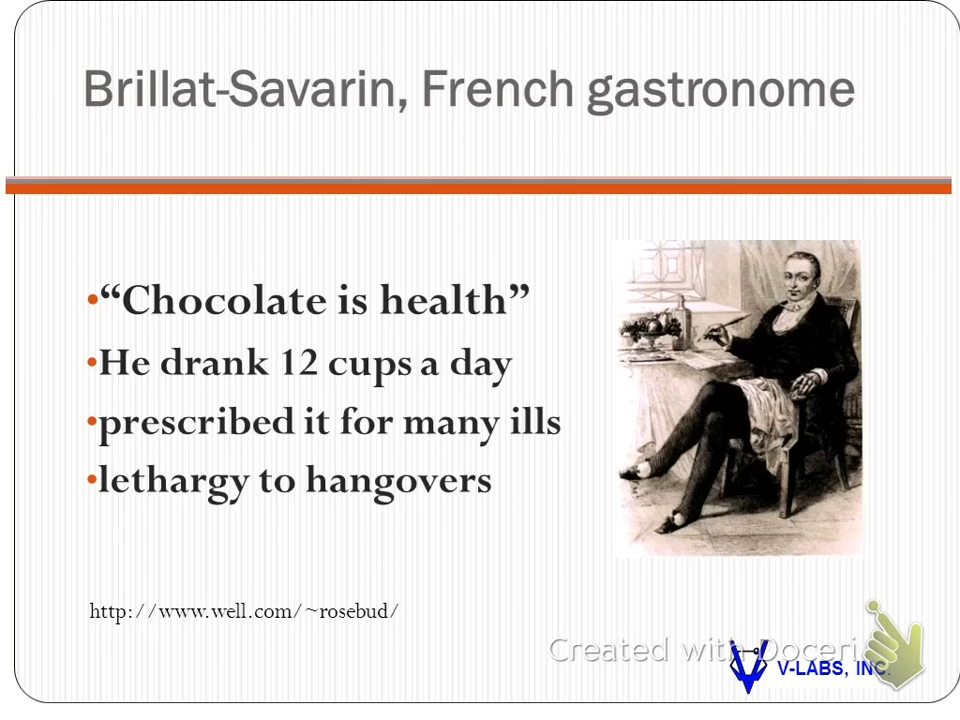 Brillat-Savarin, French gastronome
•“Chocolate is health”
•He drank 12 cups a day
•prescribed it for many ills
•lethargy to hangovers
http://www.well.com/~rosebud/
Created with Doceri
V-LABS, INC.